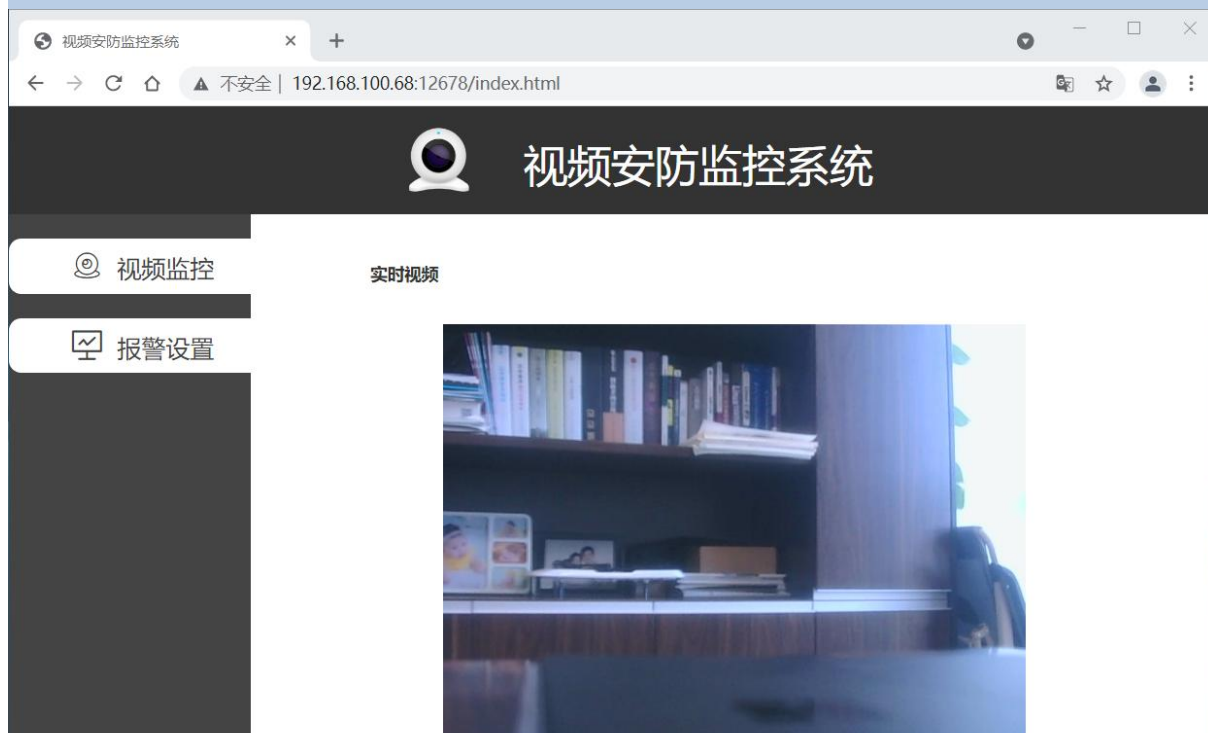 视频安防监控系统
不安全 | 192.168.100.68:12678/index.html
视频安防监控系统
视频监控
实时视频
报警设置